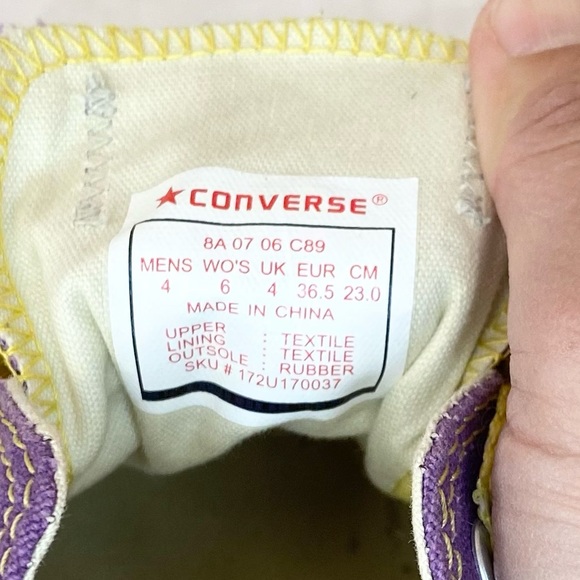 ★CONVERSE®
8A 07 06 C89
MENS WO'S UK EUR CM
4 6 4 36.5 23.0
MADE IN CHINA
UPPER : TEXTILE
LINING : TEXTILE
OUTSOLE : RUBBER
SKU # 172U170037